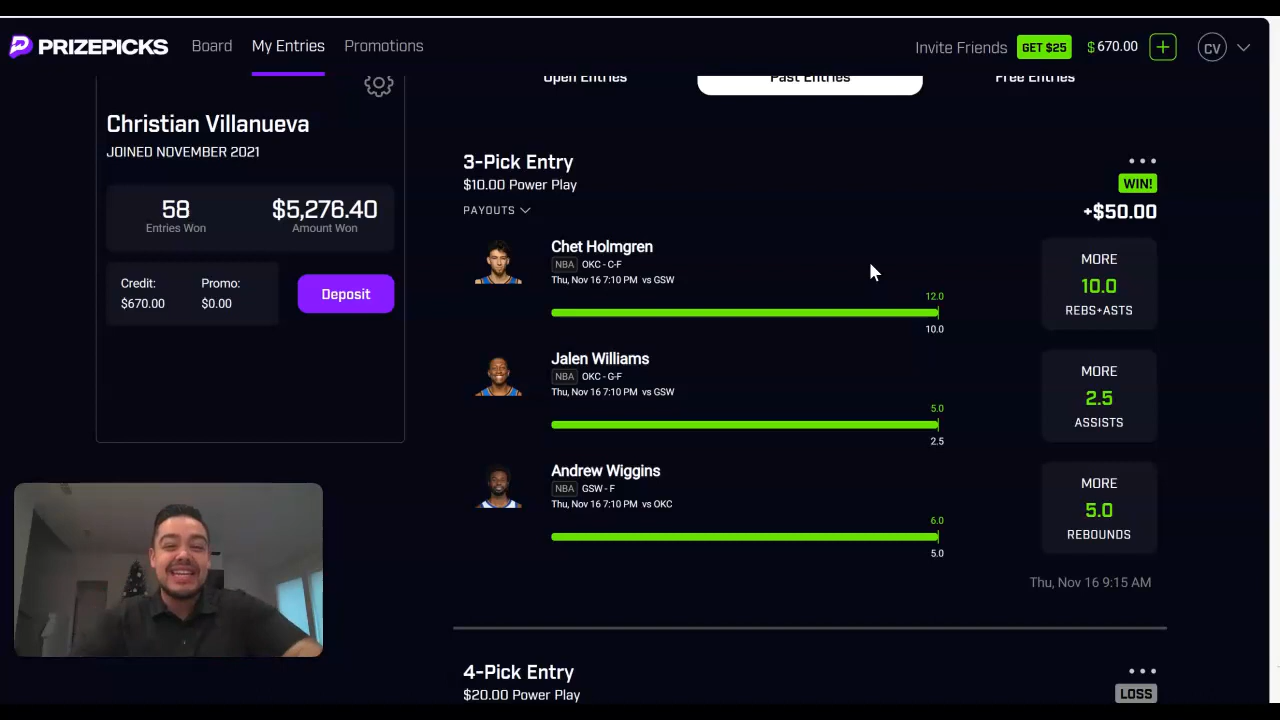 PRIZEPICKS
Board
My Entries
Promotions
Invite Friends
GET $25
$ 670.00
CV
Open Entries
Past Entries
Free Entries
Christian Villanueva
JOINED NOVEMBER 2021
58
Entries Won
$5,276.40
Amount Won
Credit:
$670.00
Promo:
$0.00
Deposit
3-Pick Entry
$10.00 Power Play
PAYOUTS
WIN!
+$50.00
Chet Holmgren
NBA OKC - C-F
Thu, Nov 16 7:10 PM vs GSW
12.0
10.0
MORE
10.0
REBS+ASTS
Jalen Williams
NBA OKC - G-F
Thu, Nov 16 7:10 PM vs GSW
5.0
2.5
MORE
2.5
ASSISTS
Andrew Wiggins
NBA GSW - F
Thu, Nov 16 7:10 PM vs OKC
6.0
5.0
MORE
5.0
REBOUNDS
Thu, Nov 16 9:15 AM
4-Pick Entry
$20.00 Power Play
LOSS